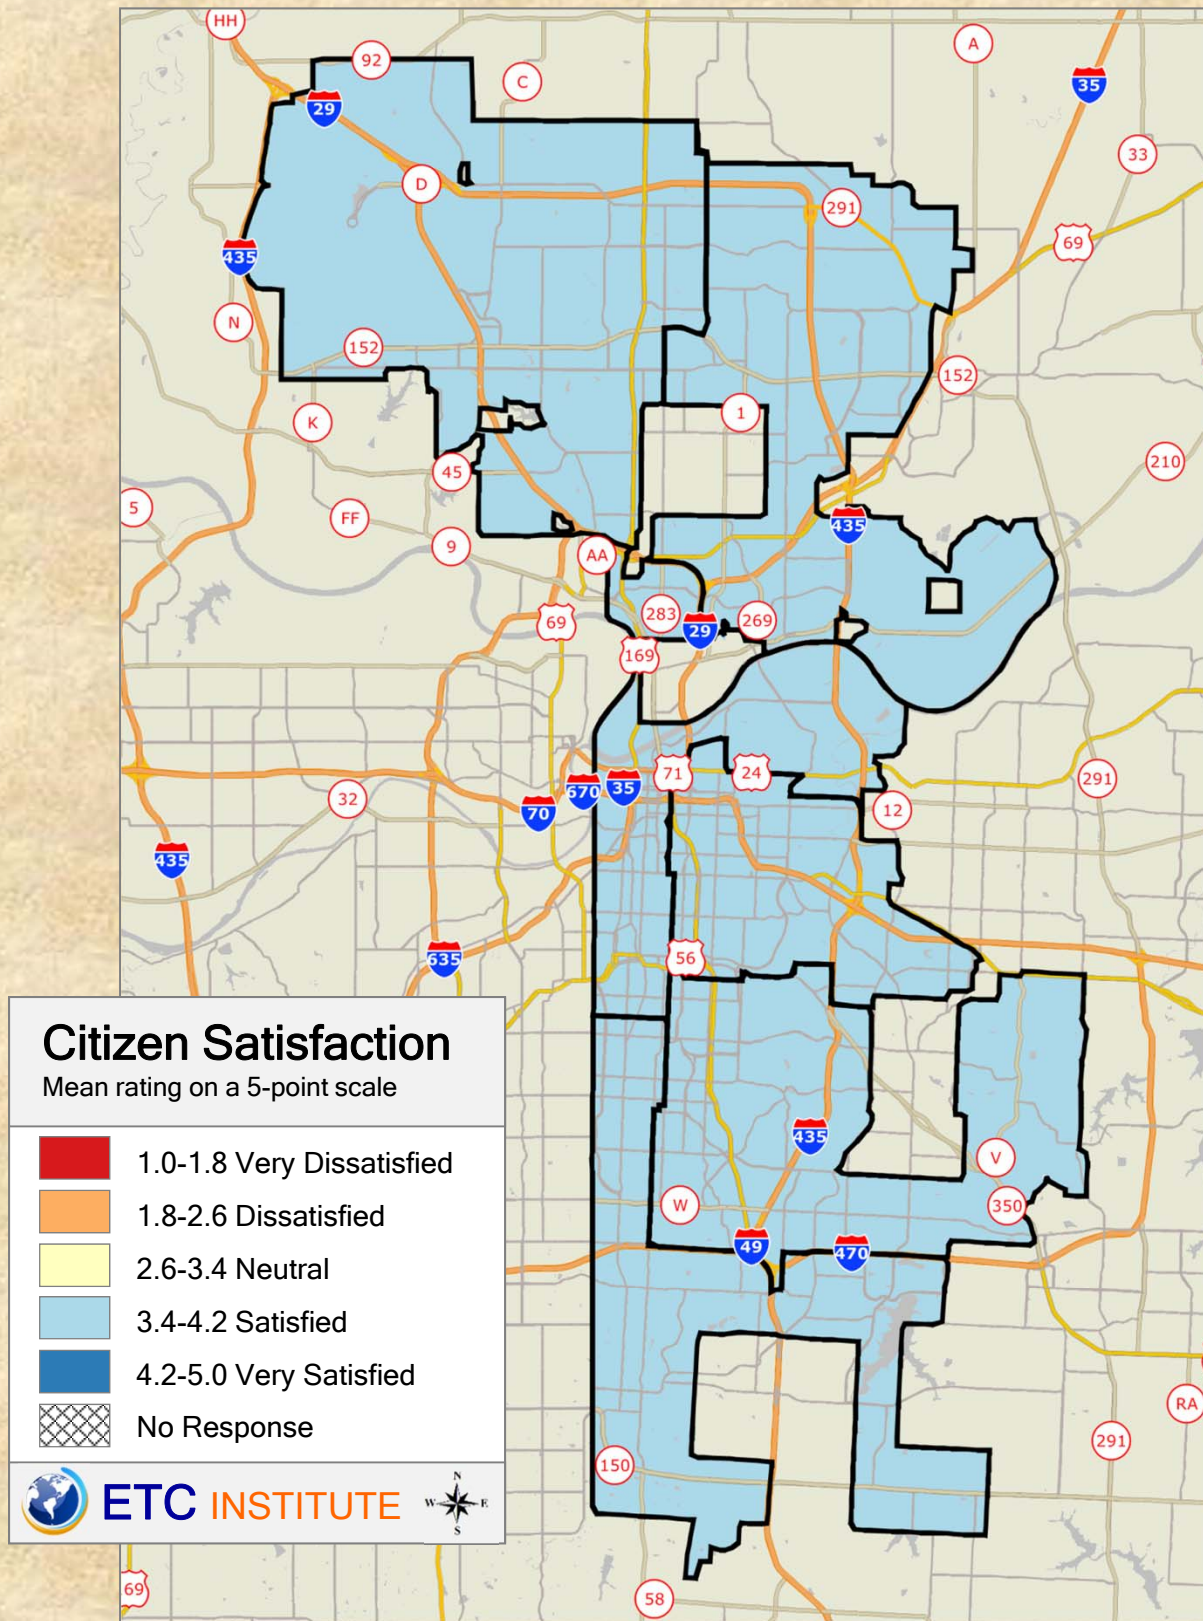 HH
92
C
A
29
35
33
D
291
69
435
N
152
152
K
1
45
210
5
FF
435
9
AA
283
269
69
29
169
71
24
670
35
291
32
70
12
435
56
635
Citizen Satisfaction
Mean rating on a 5-point scale
1.0-1.8 Very Dissatisfied
1.8-2.6 Dissatisfied
2.6-3.4 Neutral
3.4-4.2 Satisfied
4.2-5.0 Very Satisfied
No Response
ETC INSTITUTE
N
W E
S
435
V
W
350
49
470
RA
291
150
69
58